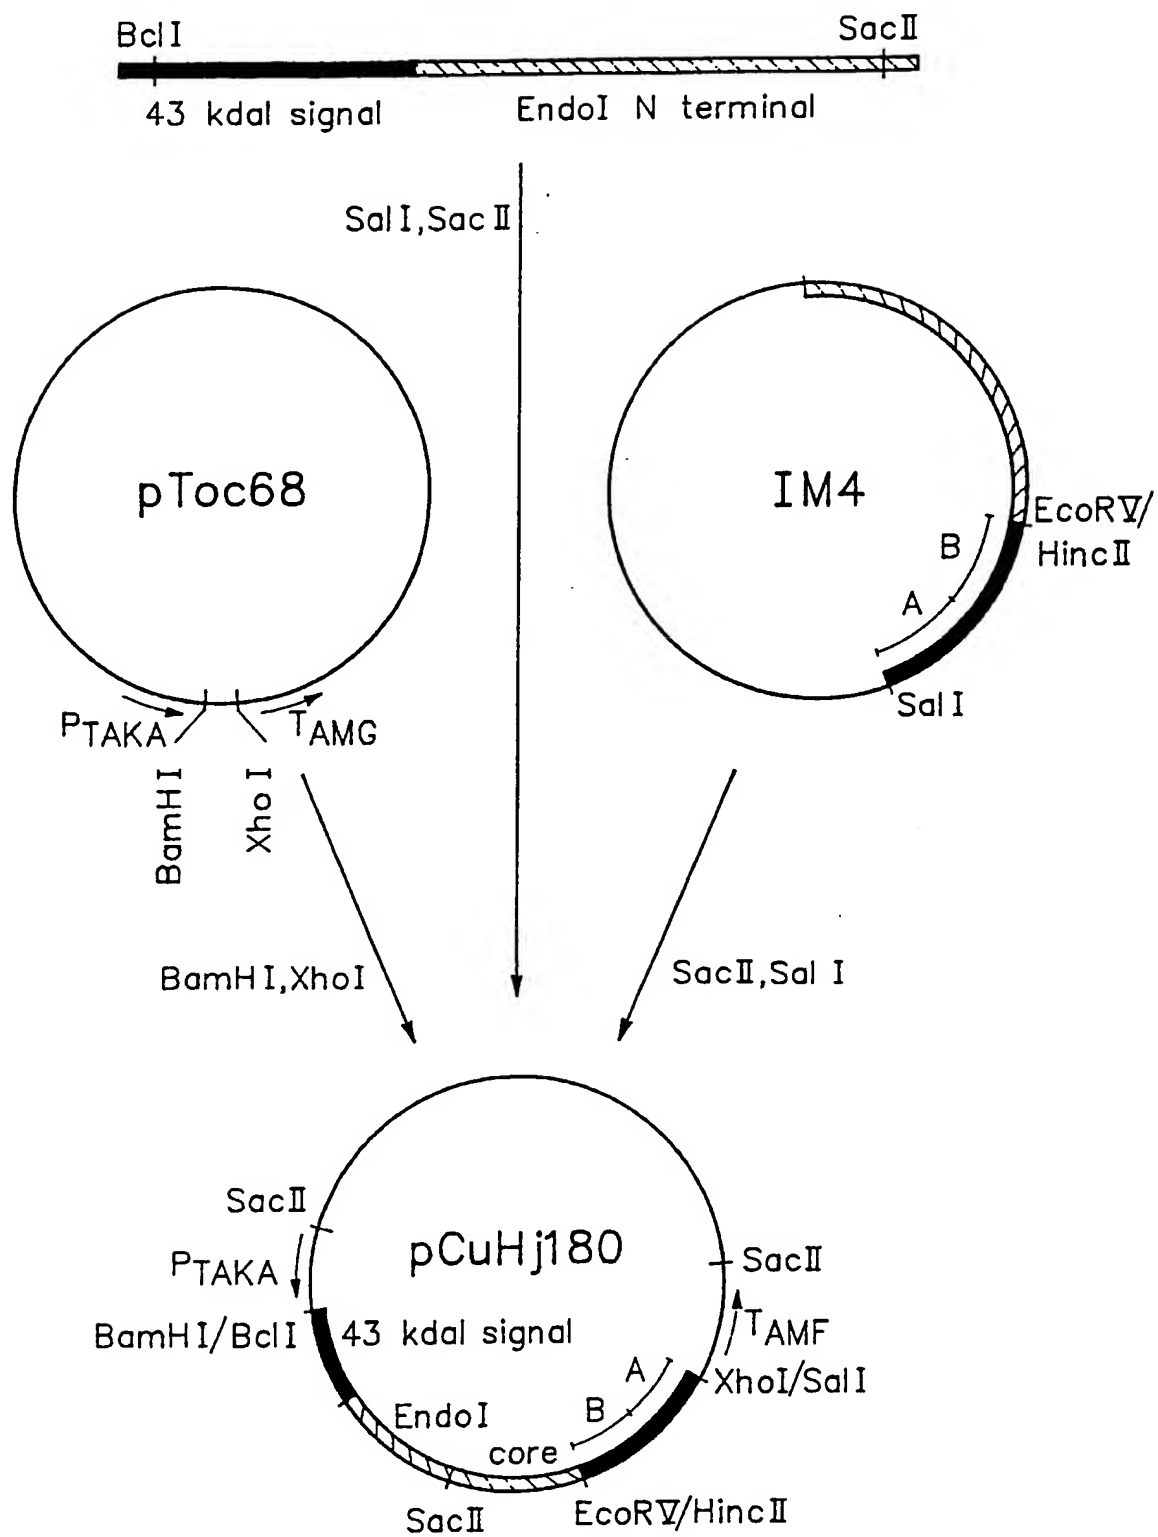 BclI
SacII
43 kdal signal
EndoI N terminal
SalI,SacII
pToc68
IM4
EcoRV/
HincII
B
A
SalI
PTAKA
TAMG
BamHI
XhoI
BamHI,XhoI
SacII,SalI
SacII
pCuHj180
SacII
PTAKA
TAMF
BamHI/BclI
43 kdal signal
XhoI/SalI
A
B
EndoI
core
SacII
EcoRV/HincII